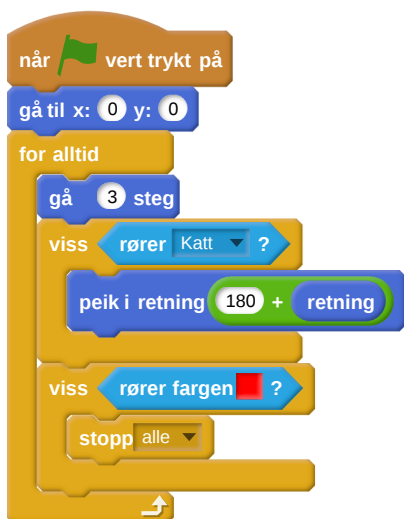 når vert trykt på
gå til x: 0 y: 0
for alltid
gå 3 steg
viss rører Katt ?
peik i retning 180 + retning
viss rører fargen ?
stopp alle